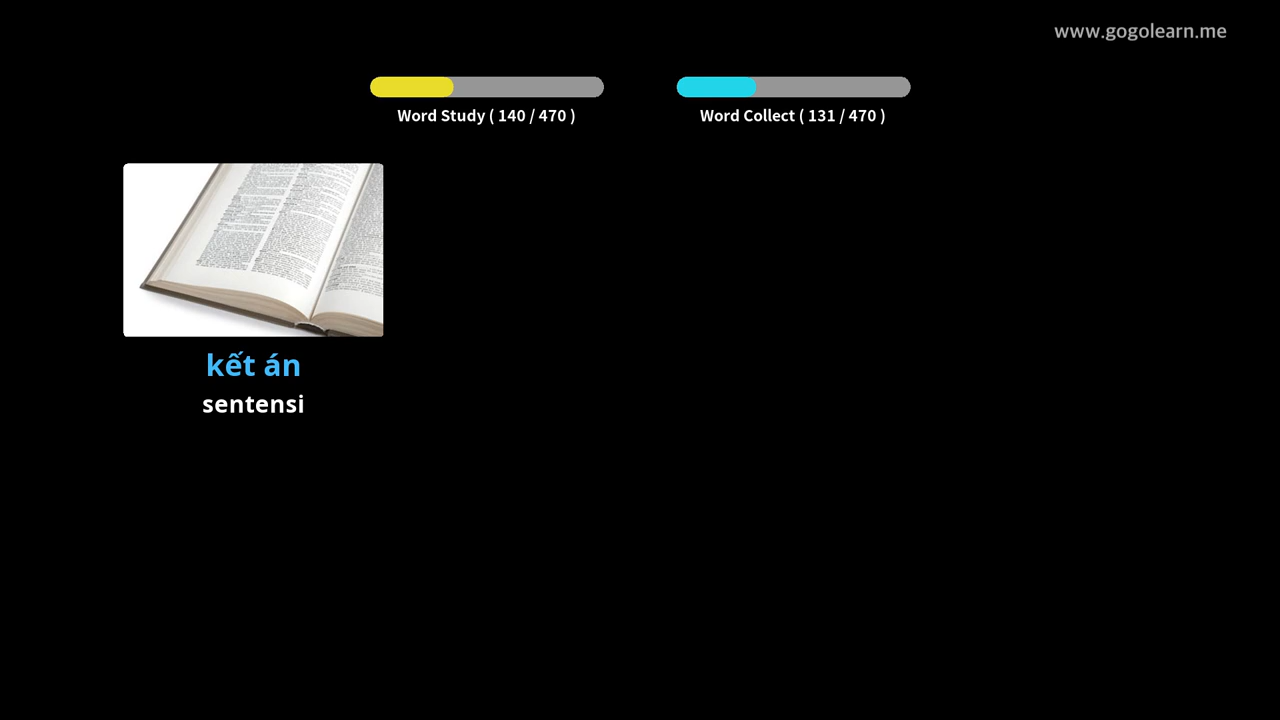 www.gogolearn.me
Word Study ( 140 / 470 )
Word Collect ( 131 / 470 )
kết án
sentensi